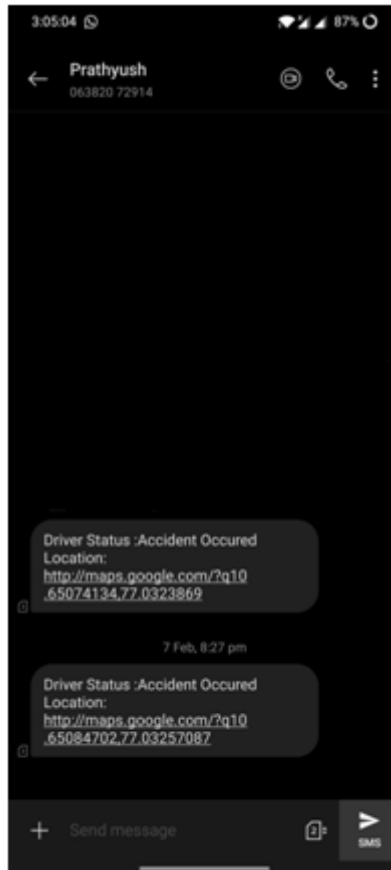 3:05:04
87%
Prathyush
063820 72914
Driver Status :Accident Occured
Location:
http://maps.google.com/?q10
.65074134,77.0323869
7 Feb, 8:27 pm
Driver Status :Accident Occured
Location:
http://maps.google.com/?q10
.65084702,77.03257087
Send message
2
SMS